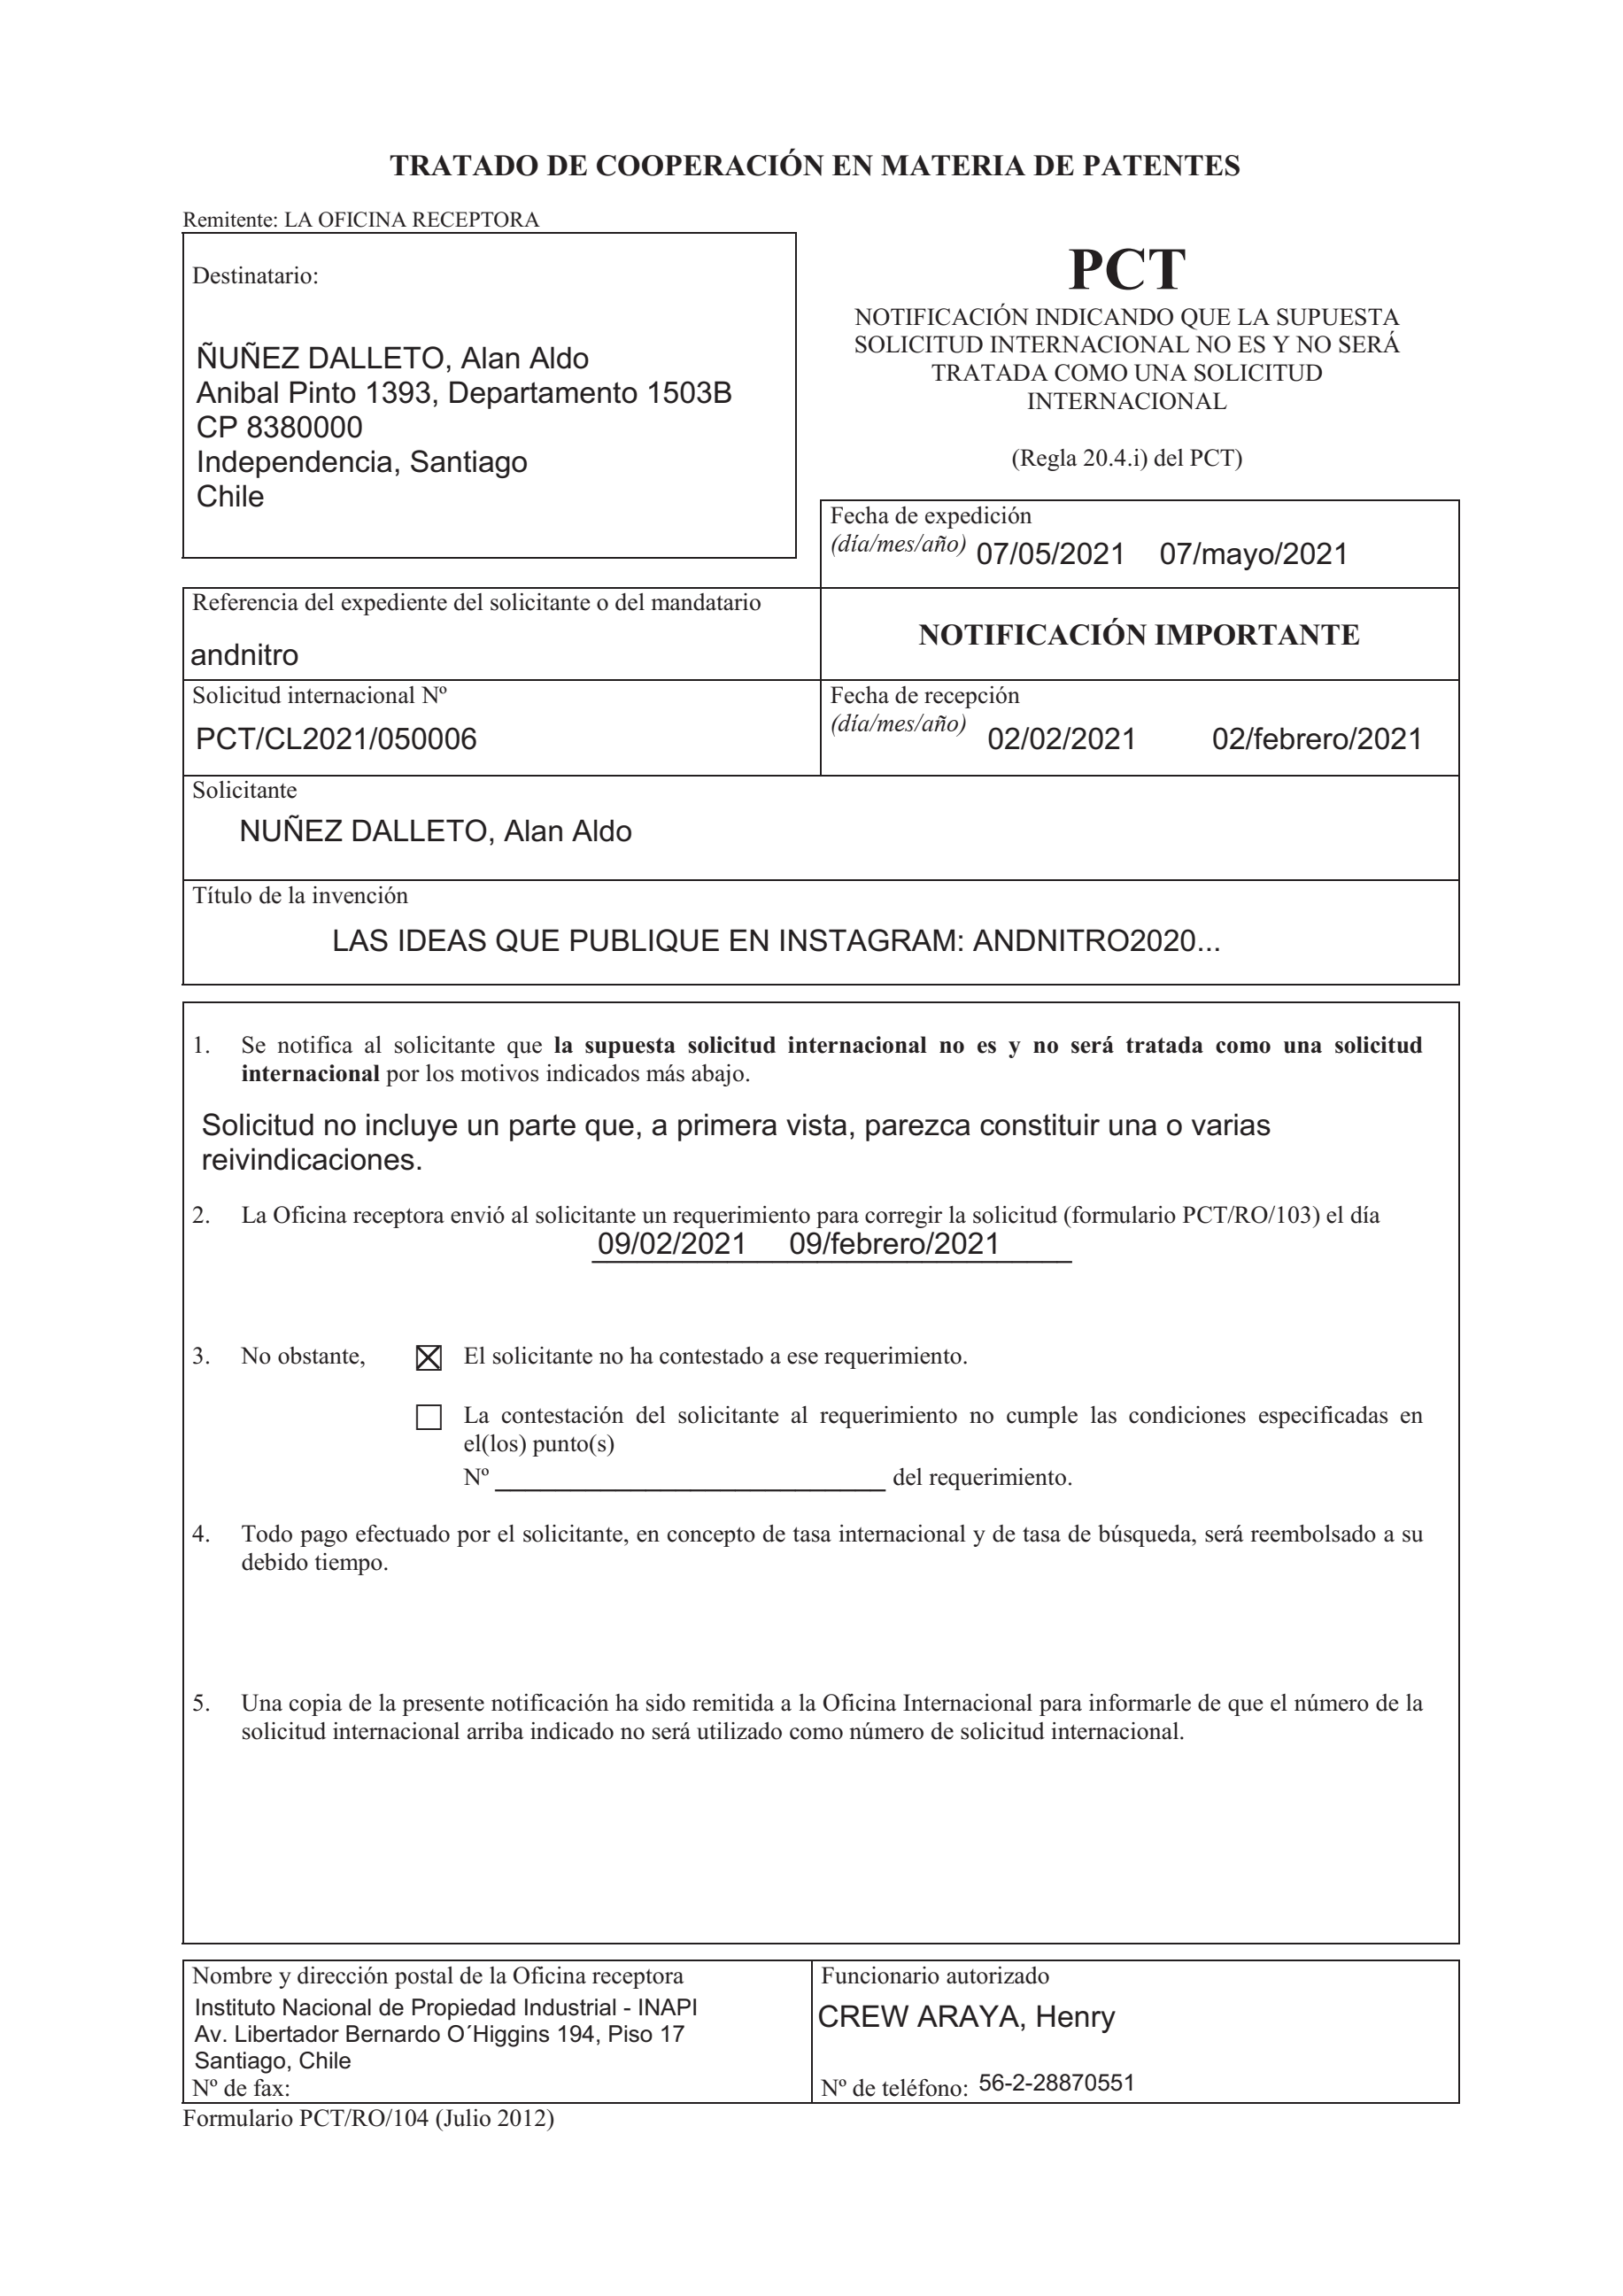 TRATADO DE COOPERACIÓN EN MATERIA DE PATENTES
Remitente: LA OFICINA RECEPTORA
Destinatario:
ÑUÑEZ DALLETO, Alan Aldo
Anibal Pinto 1393, Departamento 1503B
CP 8380000
Independencia, Santiago
Chile
PCT
NOTIFICACIÓN INDICANDO QUE LA SUPUESTA
SOLICITUD INTERNACIONAL NO ES Y NO SERÁ
TRATADA COMO UNA SOLICITUD
INTERNACIONAL
(Regla 20.4.i) del PCT)
Fecha de expedición
(día/mes/año) 07/05/2021 07/mayo/2021
Referencia del expediente del solicitante o del mandatario
andnitro
NOTIFICACIÓN IMPORTANTE
Solicitud internacional Nº
PCT/CL2021/050006
Fecha de recepción
(día/mes/año) 02/02/2021 02/febrero/2021
Solicitante
NUÑEZ DALLETO, Alan Aldo
Título de la invención
LAS IDEAS QUE PUBLIQUE EN INSTAGRAM: ANDNITRO2020...
1. Se notifica al solicitante que la supuesta solicitud internacional no es y no será tratada como una solicitud
internacional por los motivos indicados más abajo.
Solicitud no incluye un parte que, a primera vista, parezca constituir una o varias
reivindicaciones.
2. La Oficina receptora envió al solicitante un requerimiento para corregir la solicitud (formulario PCT/RO/103) el día
09/02/2021 09/febrero/2021
3. No obstante, ☒ El solicitante no ha contestado a ese requerimiento.
☐ La contestación del solicitante al requerimiento no cumple las condiciones especificadas en
el(los) punto(s)
Nº ____________ del requerimiento.
4. Todo pago efectuado por el solicitante, en concepto de tasa internacional y de tasa de búsqueda, será reembolsado a su
debido tiempo.
5. Una copia de la presente notificación ha sido remitida a la Oficina Internacional para informarle de que el número de la
solicitud internacional arriba indicado no será utilizado como número de solicitud internacional.
Nombre y dirección postal de la Oficina receptora
Instituto Nacional de Propiedad Industrial - INAPI
Av. Libertador Bernardo O´Higgins 194, Piso 17
Santiago, Chile
Nº de fax:
Funcionario autorizado
CREW ARAYA, Henry
Nº de teléfono: 56-2-28870551
Formulario PCT/RO/104 (Julio 2012)